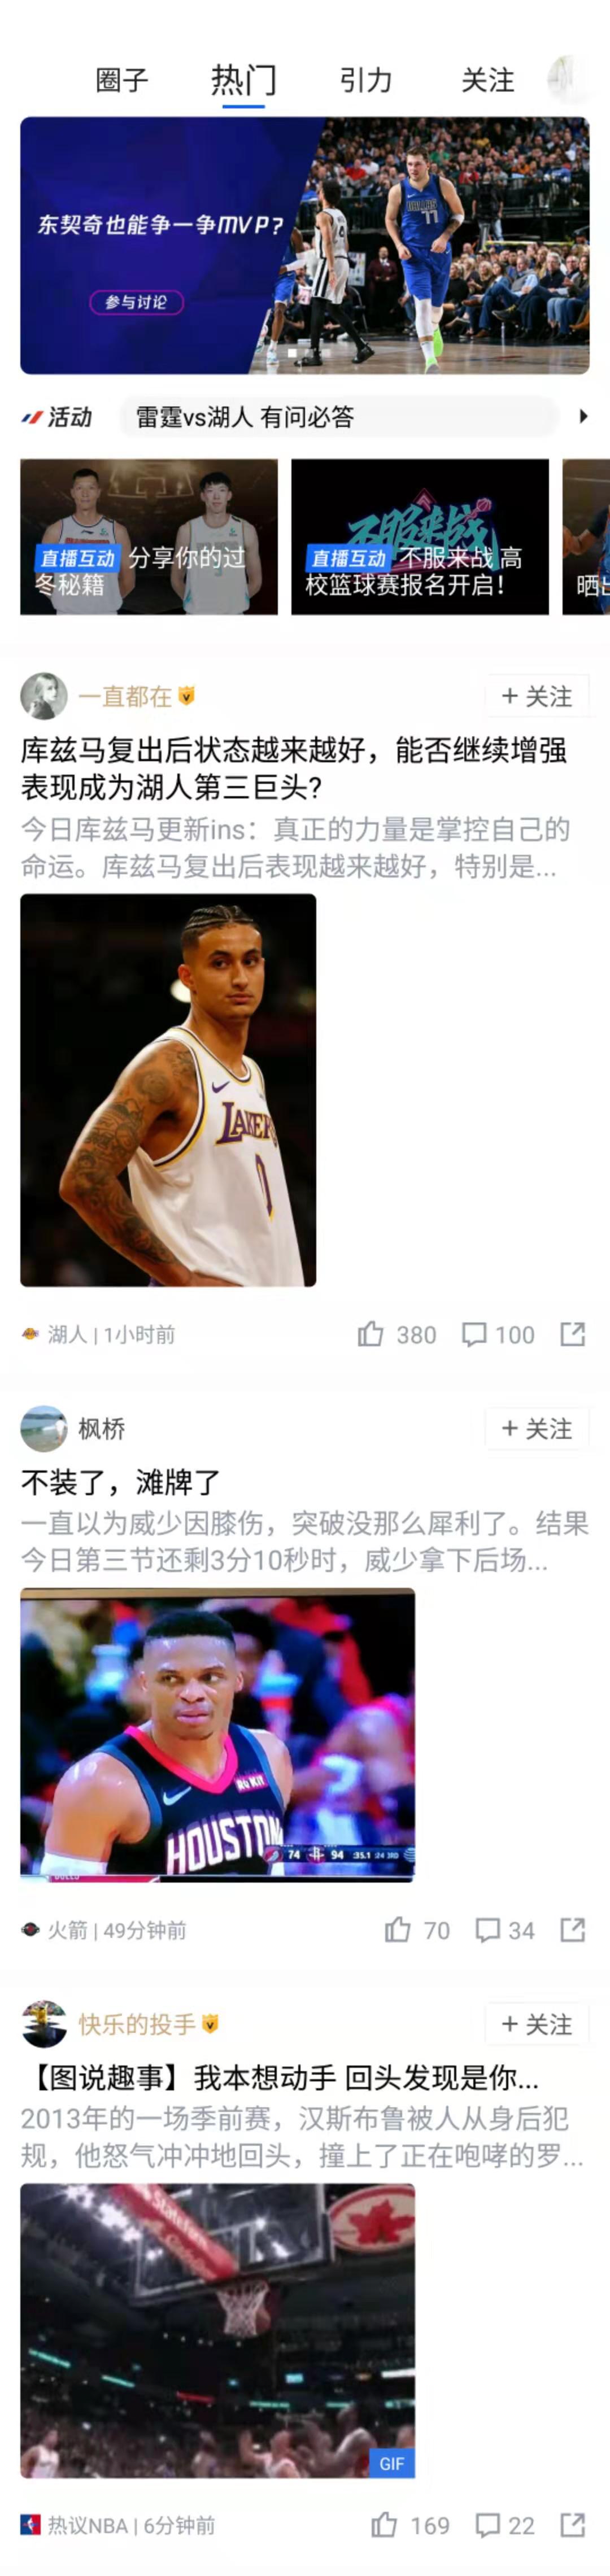 圈子 热门 引力 关注
东契奇也能争一争MVP?
参与讨论
DALLAS
77
活动 雷霆vs湖人 有问必答
直播互动 分享你的过
冬秘籍
不服来战
直播互动 不服来战 高
校篮球赛报名开启!
一直都在
+ 关注
库兹马复出后状态越来越好，能否继续增强
表现成为湖人第三巨头?
今日库兹马更新ins：真正的力量是掌控自己的
命运。库兹马复出后表现越来越好，特别是...
LAKER
0
湖人 | 1小时前 380 100
枫桥
+ 关注
不装了，滩牌了
一直以为威少因膝伤，突破没那么犀利了。结果
今日第三节还剩3分10秒时，威少拿下后场...
ROKIT
HOUSTON
74 94 :35.1 :24 3RD
火箭 | 49分钟前 70 34
快乐的投手
+ 关注
【图说趣事】我本想动手 回头发现是你...
2013年的一场季前赛，汉斯布鲁被人从身后犯
规，他怒气冲冲地回头，撞上了正在咆哮的罗...
GIF
热议NBA | 6分钟前 169 22